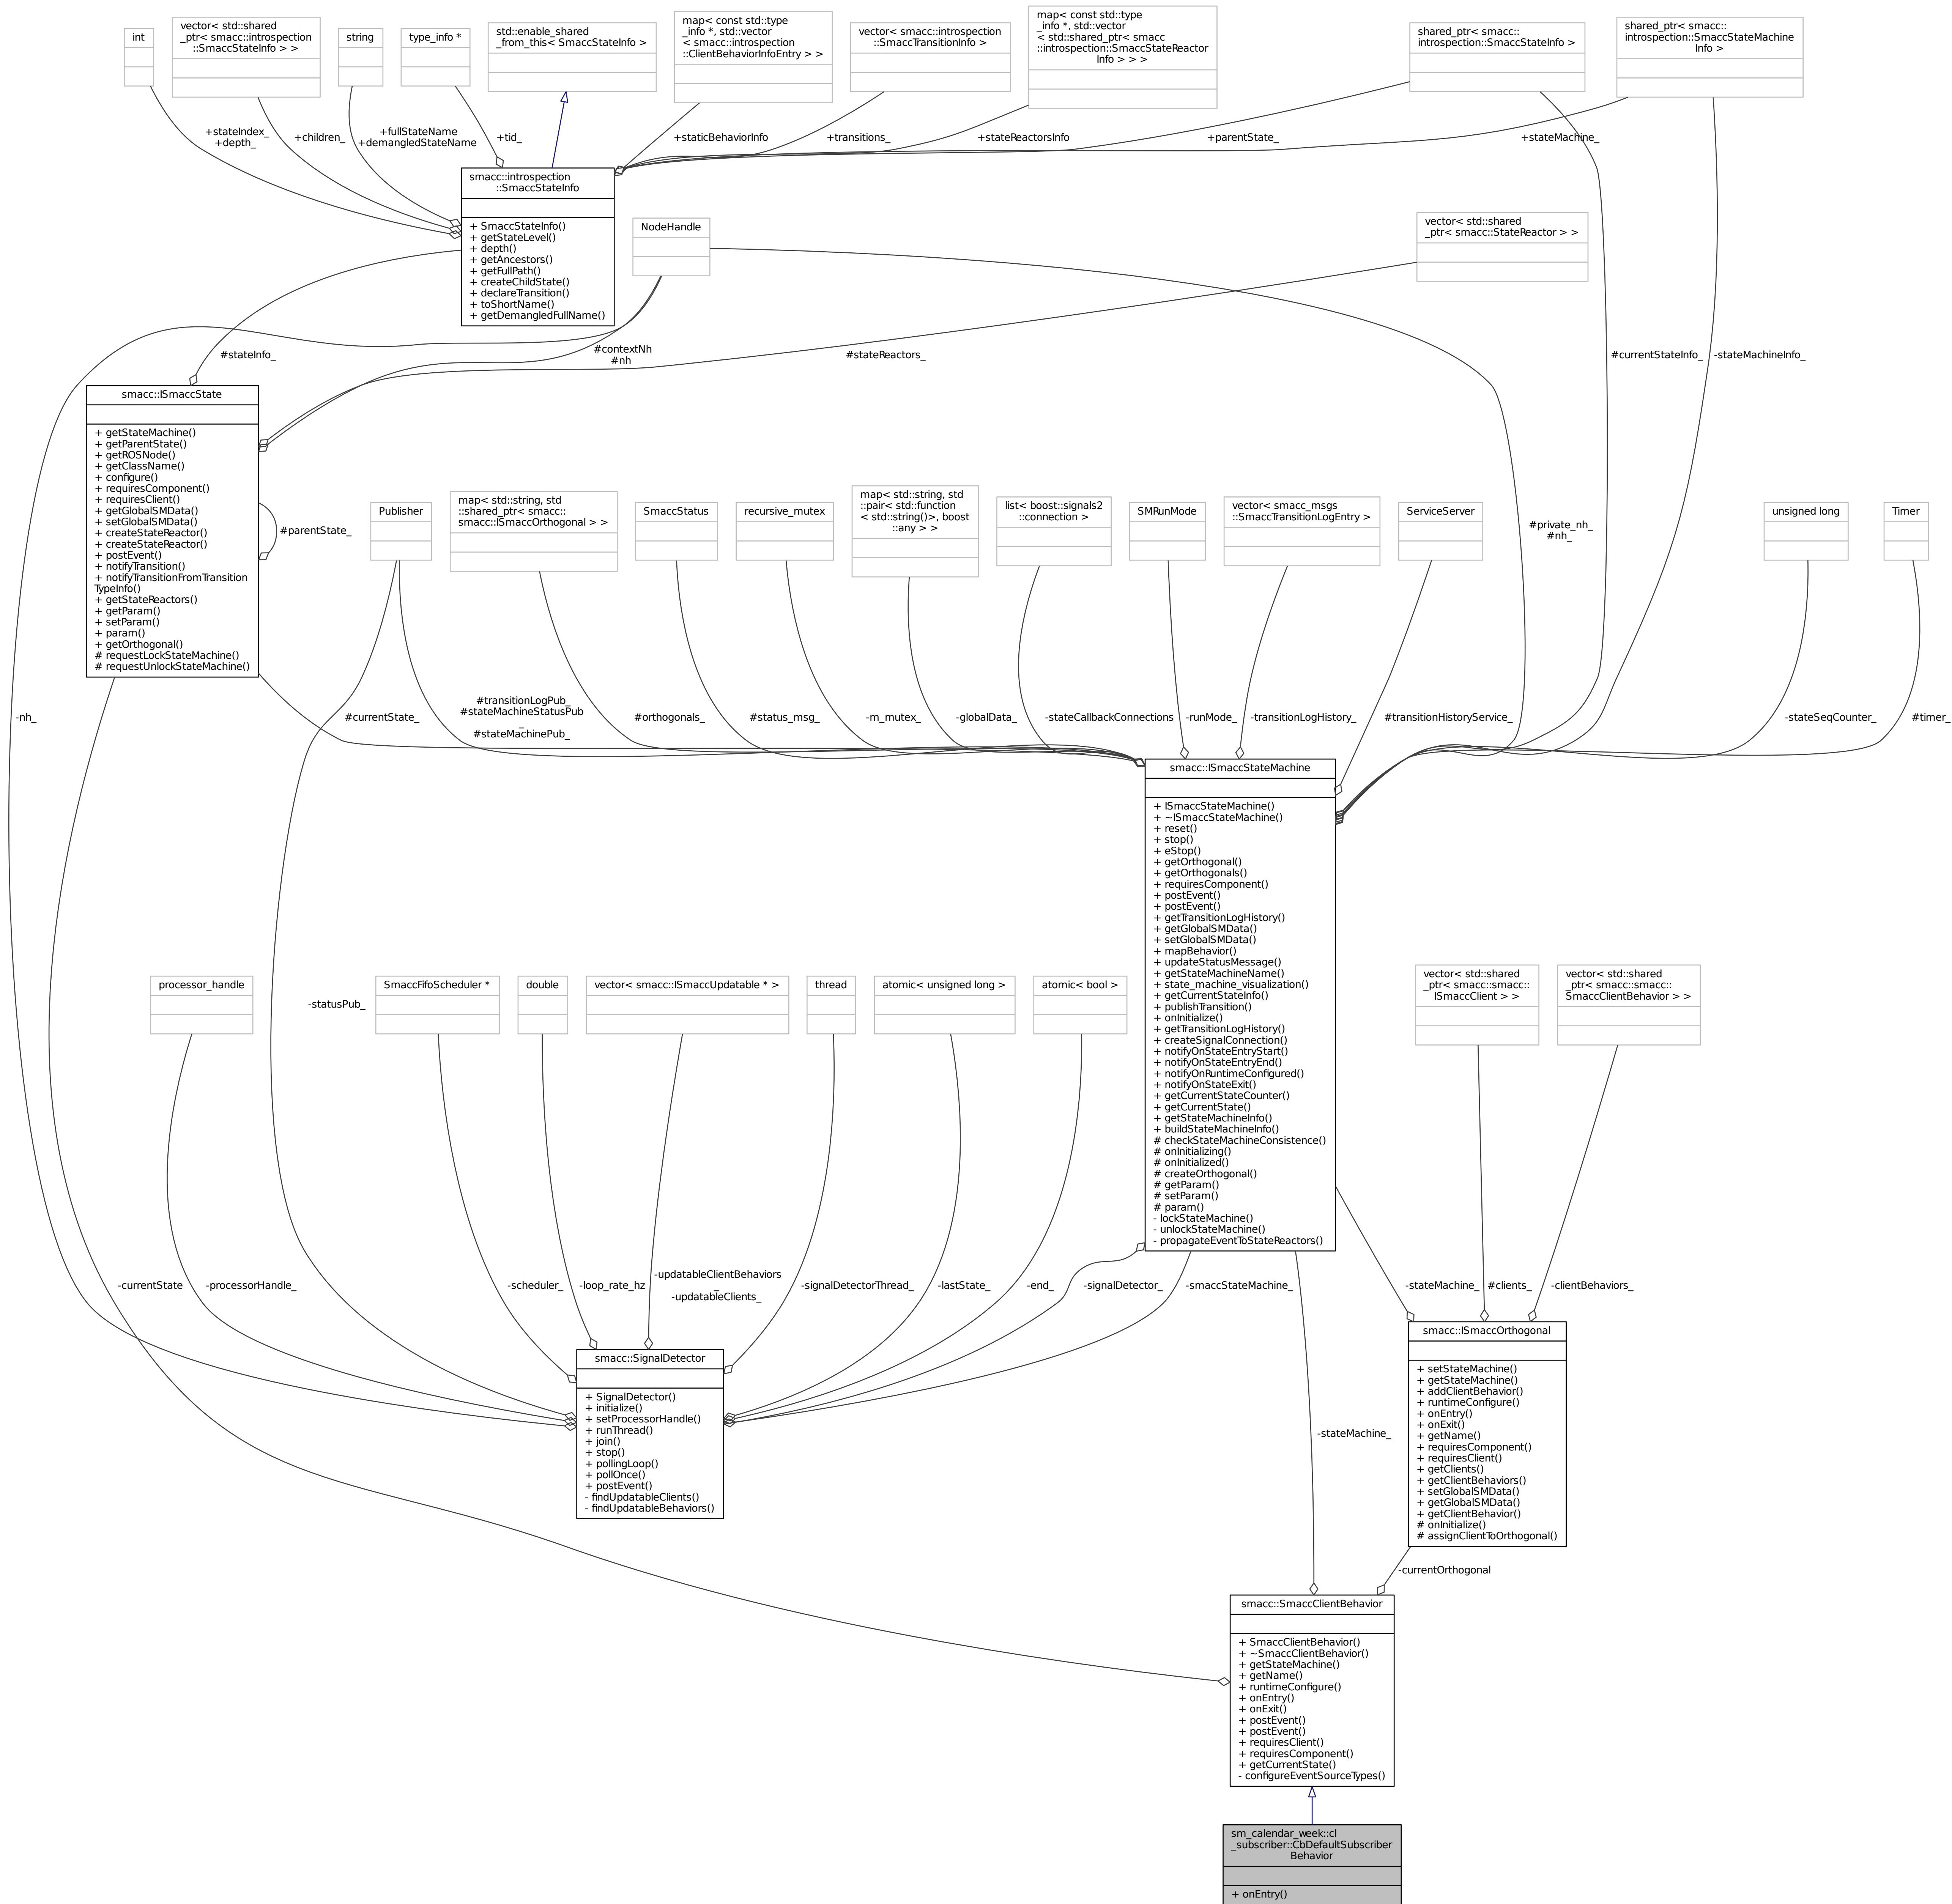 int
vector< std::shared
_ptr< smacc::introspection
::SmaccStateInfo > >
string
type_info *
std::enable_shared
_from_this< SmaccStateInfo >
map< const std::type
_info *, std::vector
< smacc::introspection
::ClientBehaviorInfoEntry > >
vector< smacc::introspection
::SmaccTransitionInfo >
map< const std::type
_info *, std::vector
< std::shared_ptr< smacc
::introspection::SmaccStateReactor
Info > > >
shared_ptr< smacc::
introspection::SmaccStateInfo >
shared_ptr< smacc::
introspection::SmaccStateMachine
Info >
+stateIndex_
+depth_
+children_
+fullStateName
+demangledStateName
+tid_
+staticBehaviorInfo
+transitions_
+stateReactorsInfo
+parentState_
+stateMachine_
smacc::introspection
::SmaccStateInfo
+ SmaccStateInfo()
+ getStateLevel()
+ depth()
+ getAncestors()
+ getFullPath()
+ createChildState()
+ declareTransition()
+ toShortName()
+ getDemangledFullName()
NodeHandle
vector< std::shared
_ptr< smacc::StateReactor > >
#stateInfo_
#contextNh
#nh
#stateReactors_
#currentStateInfo_
-stateMachineInfo_
smacc::ISmaccState
+ getStateMachine()
+ getParentState()
+ getROSNode()
+ getClassName()
+ configure()
+ requiresComponent()
+ requiresClient()
+ getGlobalSMData()
+ setGlobalSMData()
+ createStateReactor()
+ createStateReactor()
+ postEvent()
+ notifyTransition()
+ notifyTransitionFromTransition
TypeInfo()
+ getStateReactors()
+ getParam()
+ setParam()
+ param()
+ getOrthogonal()
# requestLockStateMachine()
# requestUnlockStateMachine()
#parentState_
Publisher
map< std::string, std
::shared_ptr< smacc::
smacc::ISmaccOrthogonal > >
SmaccStatus
recursive_mutex
map< std::string, std
::pair< std::function
< std::string()>, boost
::any > >
list< boost::signals2
::connection >
SMRunMode
vector< smacc_msgs
::SmaccTransitionLogEntry >
ServiceServer
#private_nh_
#nh_
unsigned long
Timer
-nh_
#currentState_
#transitionLogPub_
#stateMachineStatusPub
_
#stateMachinePub_
#orthogonals_
#status_msg_
-m_mutex_
-globalData_
-stateCallbackConnections
-runMode_
-transitionLogHistory_
#transitionHistoryService_
-stateSeqCounter_
#timer_
smacc::ISmaccStateMachine
+ ISmaccStateMachine()
+ ~ISmaccStateMachine()
+ reset()
+ stop()
+ eStop()
+ getOrthogonal()
+ getOrthogonals()
+ requiresComponent()
+ postEvent()
+ postEvent()
+ getTransitionLogHistory()
+ getGlobalSMData()
+ setGlobalSMData()
+ mapBehavior()
+ updateStatusMessage()
+ getStateMachineName()
+ state_machine_visualization()
+ getCurrentStateInfo()
+ publishTransition()
+ onInitialize()
+ getTransitionLogHistory()
+ createSignalConnection()
+ notifyOnStateEntryStart()
+ notifyOnStateEntryEnd()
+ notifyOnRuntimeConfigured()
+ notifyOnStateExit()
+ getCurrentStateCounter()
+ getCurrentState()
+ getStateMachineInfo()
+ buildStateMachineInfo()
# checkStateMachineConsistence()
# onInitializing()
# onInitialized()
# createOrthogonal()
# getParam()
# setParam()
# param()
- lockStateMachine()
- unlockStateMachine()
- propagateEventToStateReactors()
processor_handle
-statusPub_
SmaccFifoScheduler *
double
vector< smacc::ISmaccUpdatable * >
thread
atomic< unsigned long >
atomic< bool >
vector< std::shared
_ptr< smacc::smacc::
ISmaccClient > >
vector< std::shared
_ptr< smacc::smacc::
SmaccClientBehavior > >
-currentState
-processorHandle_
-scheduler_
-loop_rate_hz
-updatableClientBehaviors
_
-updatableClients_
-signalDetectorThread_
-lastState_
-end_
-signalDetector_
-smaccStateMachine_
-stateMachine_
#clients_
-clientBehaviors_
smacc::SignalDetector
+ SignalDetector()
+ initialize()
+ setProcessorHandle()
+ runThread()
+ join()
+ stop()
+ pollingLoop()
+ pollOnce()
+ postEvent()
- findUpdatableClients()
- findUpdatableBehaviors()
-stateMachine_
smacc::ISmaccOrthogonal
+ setStateMachine()
+ getStateMachine()
+ addClientBehavior()
+ runtimeConfigure()
+ onEntry()
+ onExit()
+ getName()
+ requiresComponent()
+ requiresClient()
+ getClients()
+ getClientBehaviors()
+ setGlobalSMData()
+ getGlobalSMData()
+ getClientBehavior()
# onInitialize()
# assignClientToOrthogonal()
-currentOrthogonal
smacc::SmaccClientBehavior
+ SmaccClientBehavior()
+ ~SmaccClientBehavior()
+ getStateMachine()
+ getName()
+ runtimeConfigure()
+ onEntry()
+ onExit()
+ postEvent()
+ postEvent()
+ requiresClient()
+ requiresComponent()
+ getCurrentState()
- configureEventSourceTypes()
sm_calendar_week::cl
_subscriber::CbDefaultSubscriber
Behavior
+ onEntry()